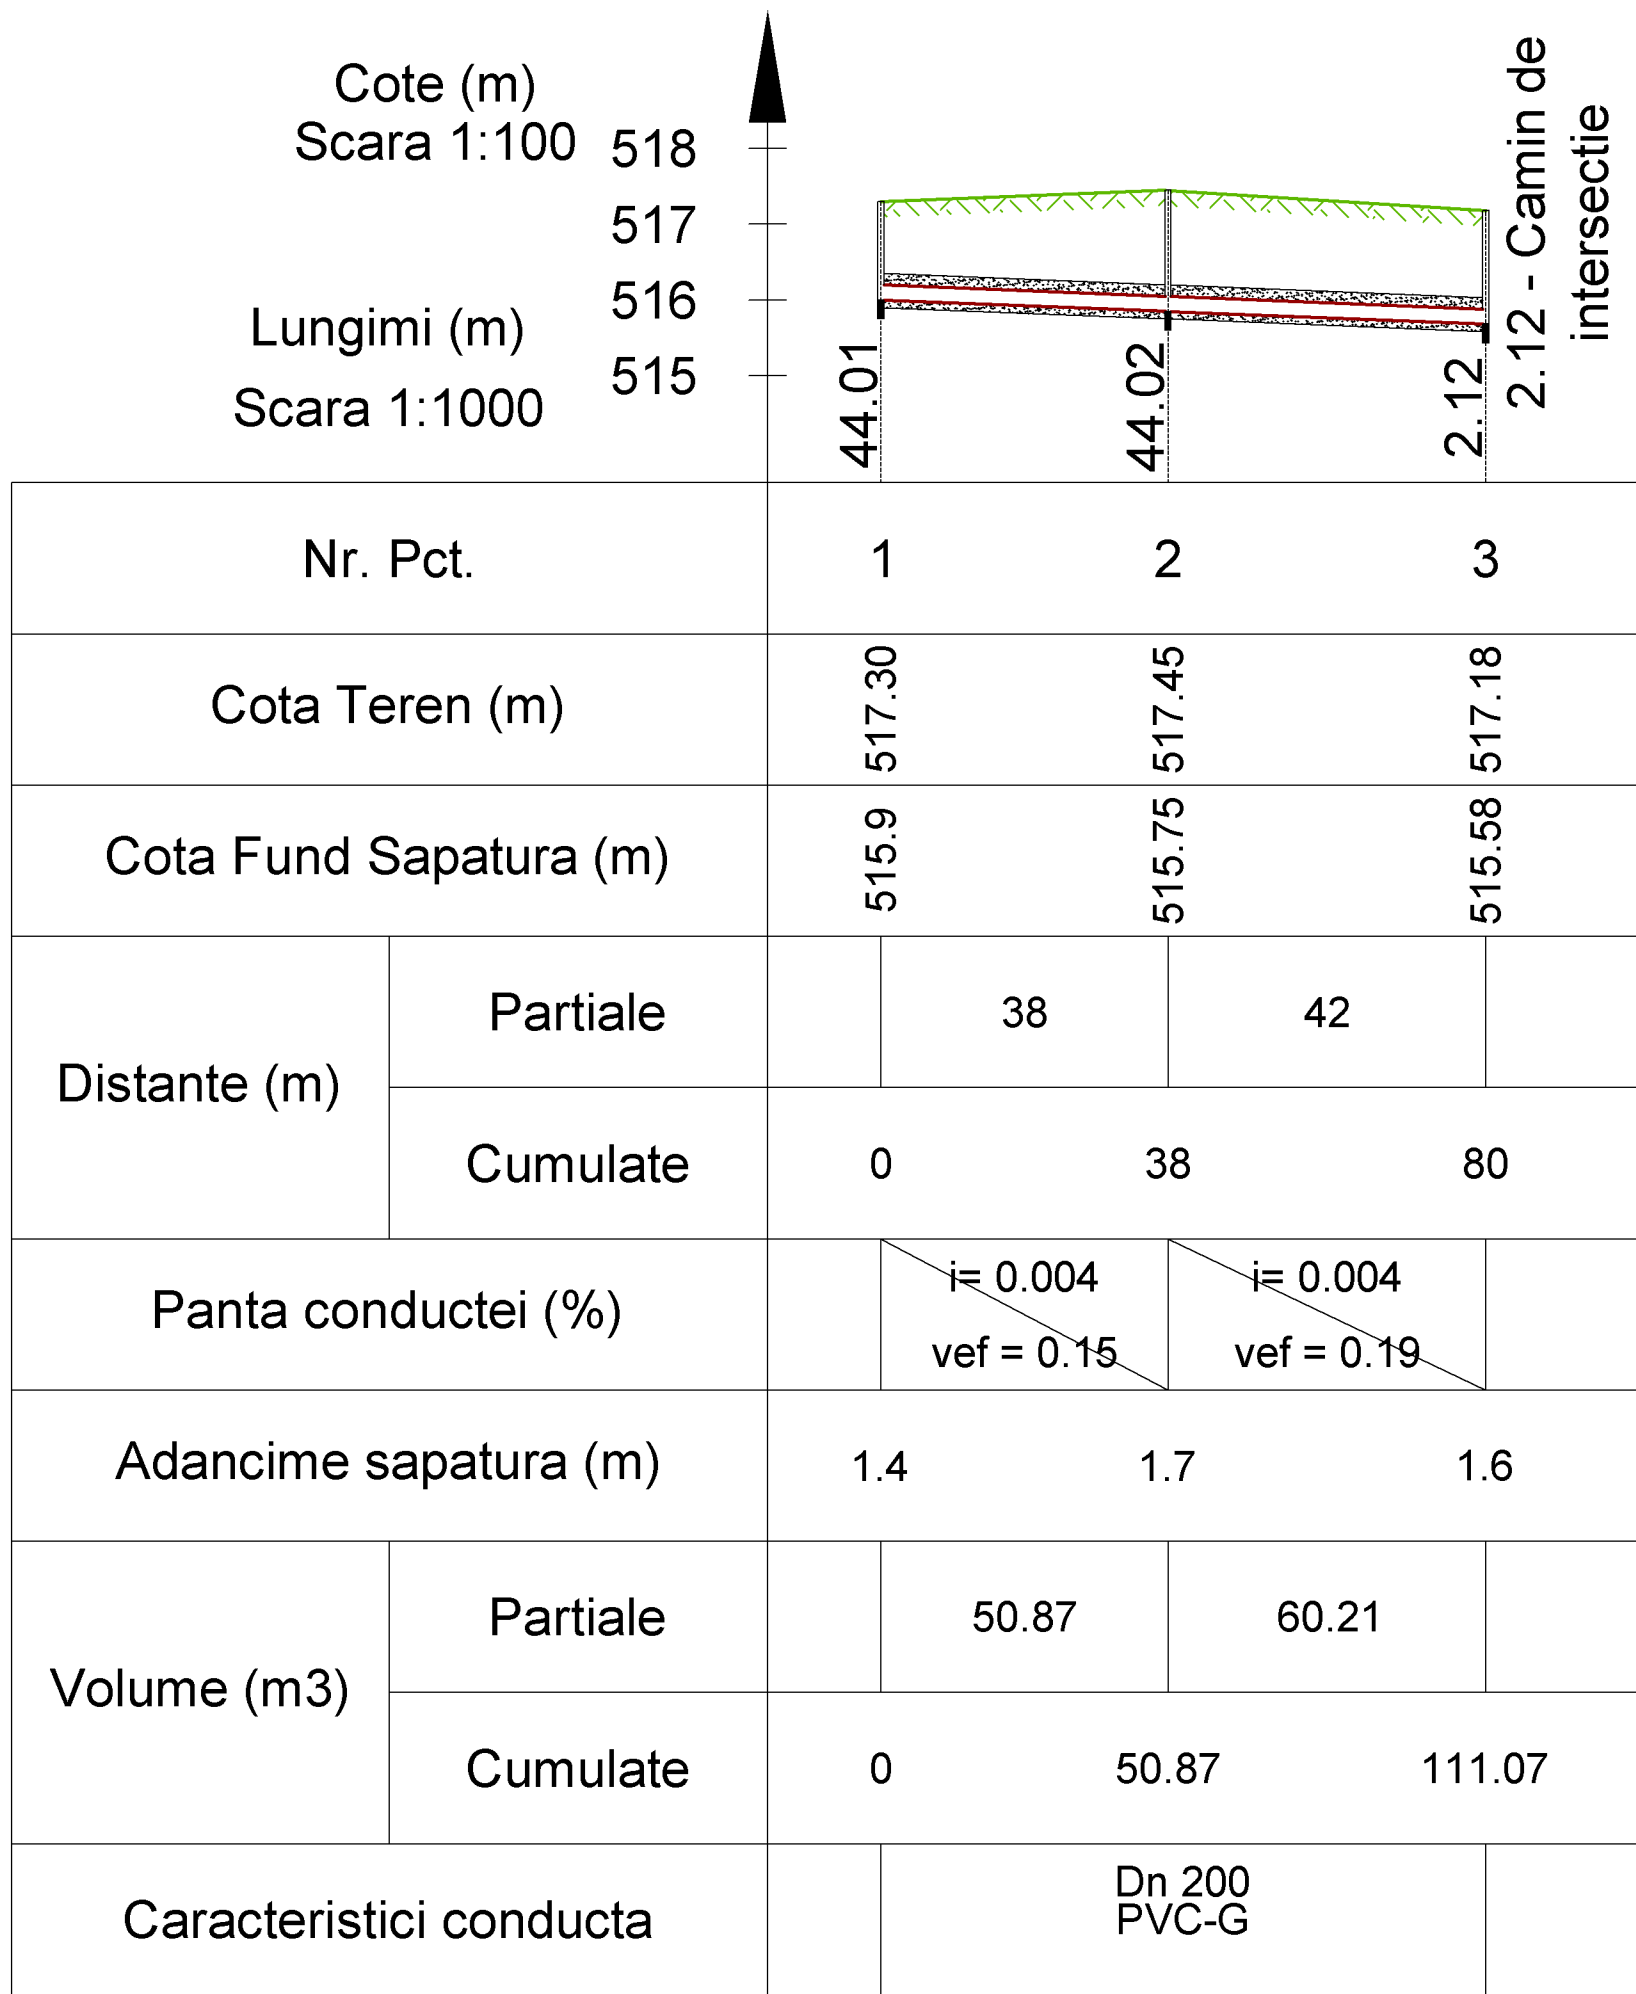 Cote (m)
Scara 1:100
518
517
516
515
Lungimi (m)
Scara 1:1000
44.01
44.02
2.12
2.12 - Camin de
intersectie
Nr. Pct.
1
2
3
Cota Teren (m)
517.30
517.45
517.18
Cota Fund Sapatura (m)
515.9
515.75
515.58
Distante (m)
Partiale
38
42
Cumulate
0
38
80
Panta conductei (%)
i= 0.004
vef = 0.15
i= 0.004
vef = 0.19
Adancime sapatura (m)
1.4
1.7
1.6
Volume (m3)
Partiale
50.87
60.21
Cumulate
0
50.87
111.07
Caracteristici conducta
Dn 200
PVC-G